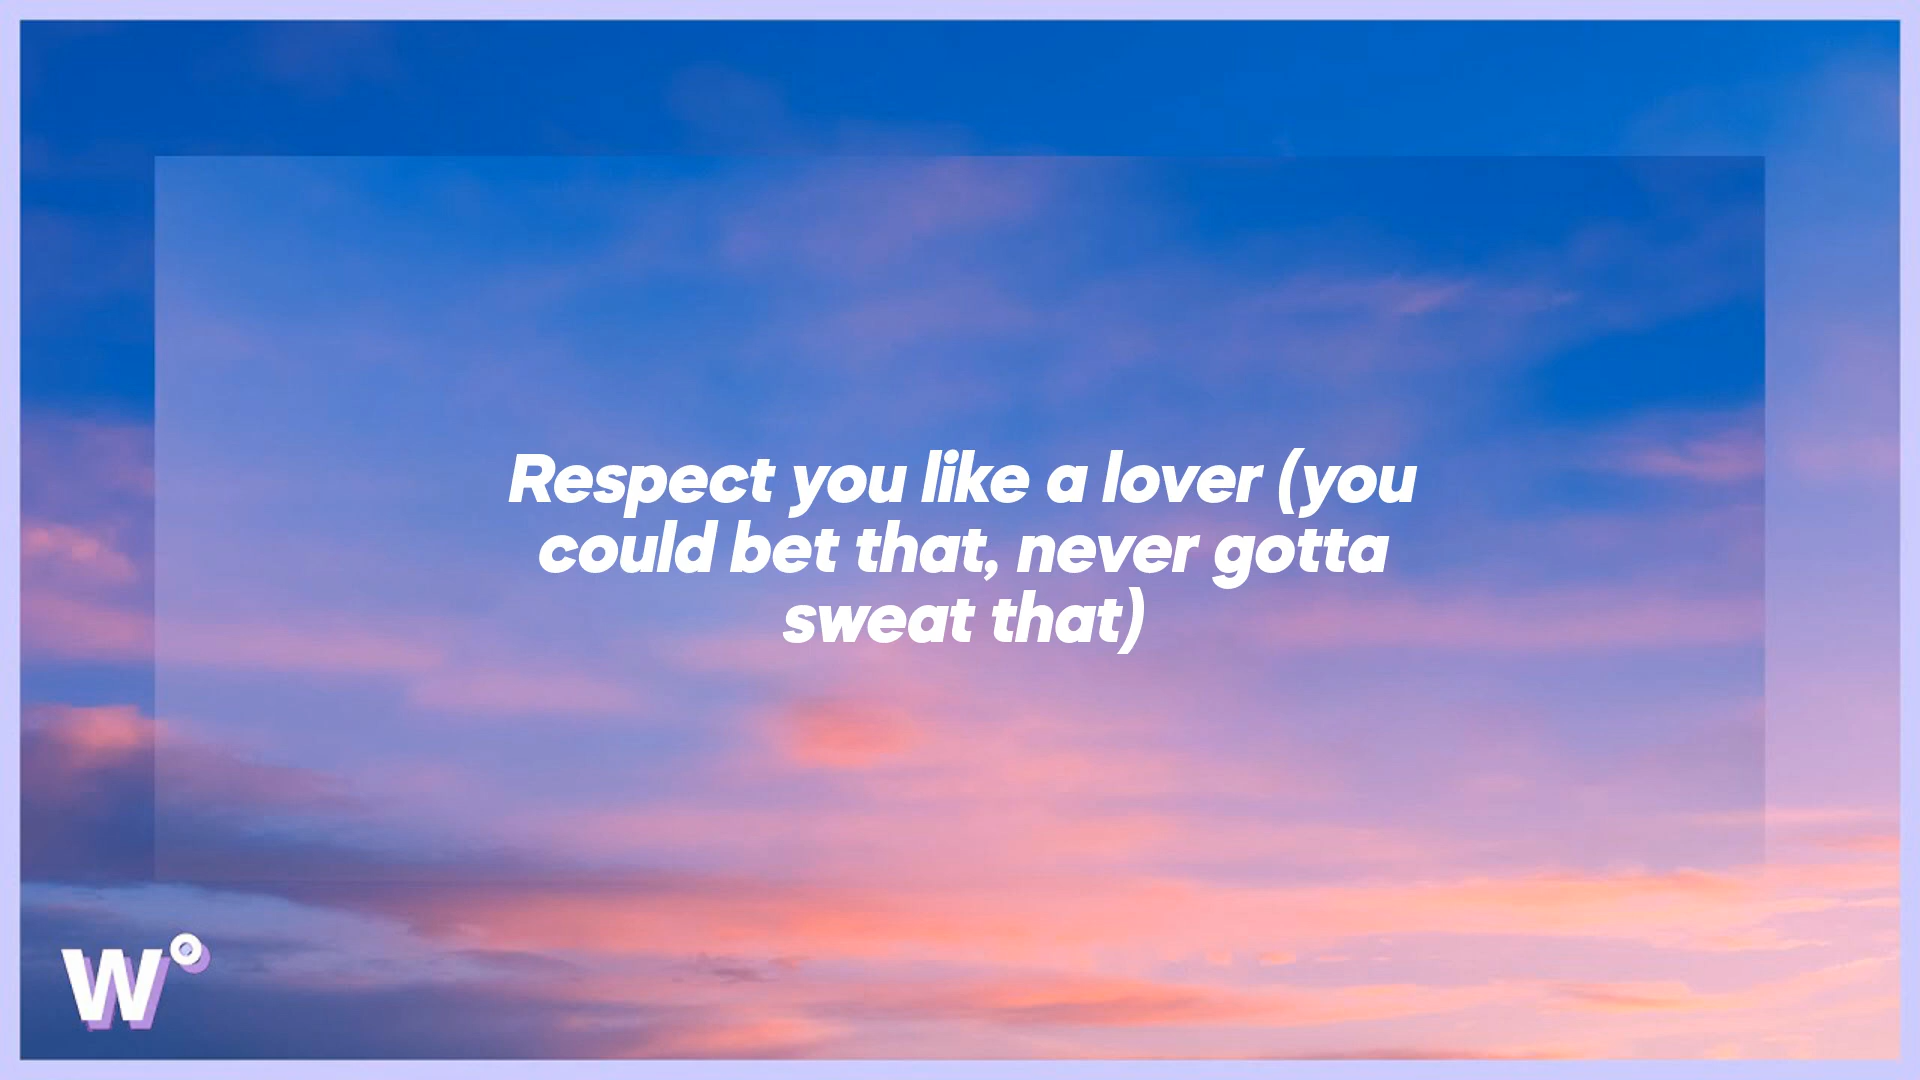 Respect you like a lover (you
could bet that, never gotta
sweat that)
W°